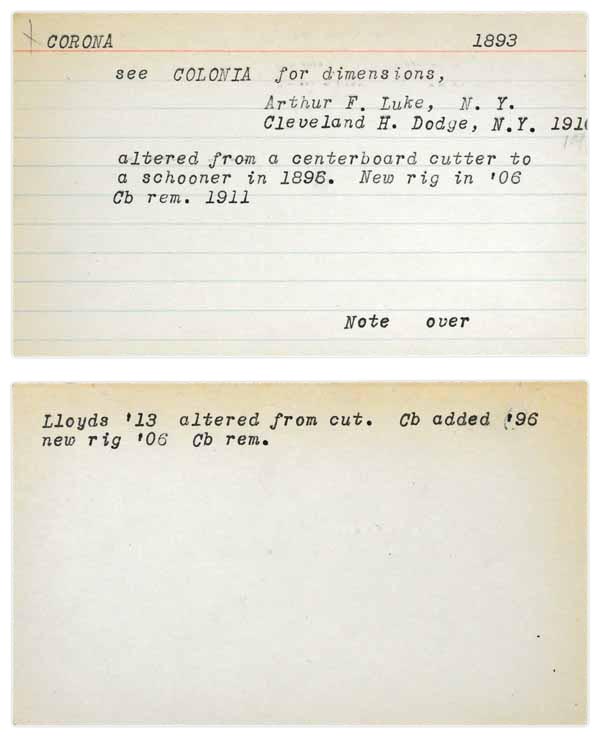 CORONA 1893
see COLONIA for dimensions,
Arthur F. Luke, N. Y.
Cleveland H. Dodge, N.Y.
altered from a centerboard cutter to
a schooner in 1896. New rig in '06
Cb rem. 1911
Note over
Lloyds '13 altered from cut. Cb added '96
new rig '06 Cb rem.